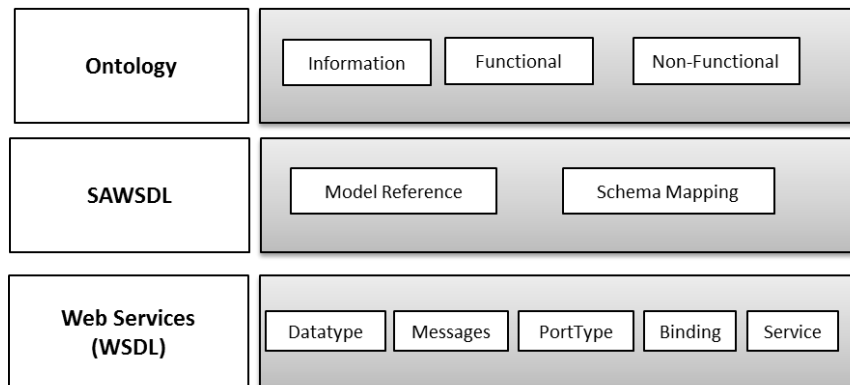 Ontology
Information
Functional
Non-Functional
SAWSDL
Model Reference
Schema Mapping
Web Services
(WSDL)
Datatype
Messages
PortType
Binding
Service